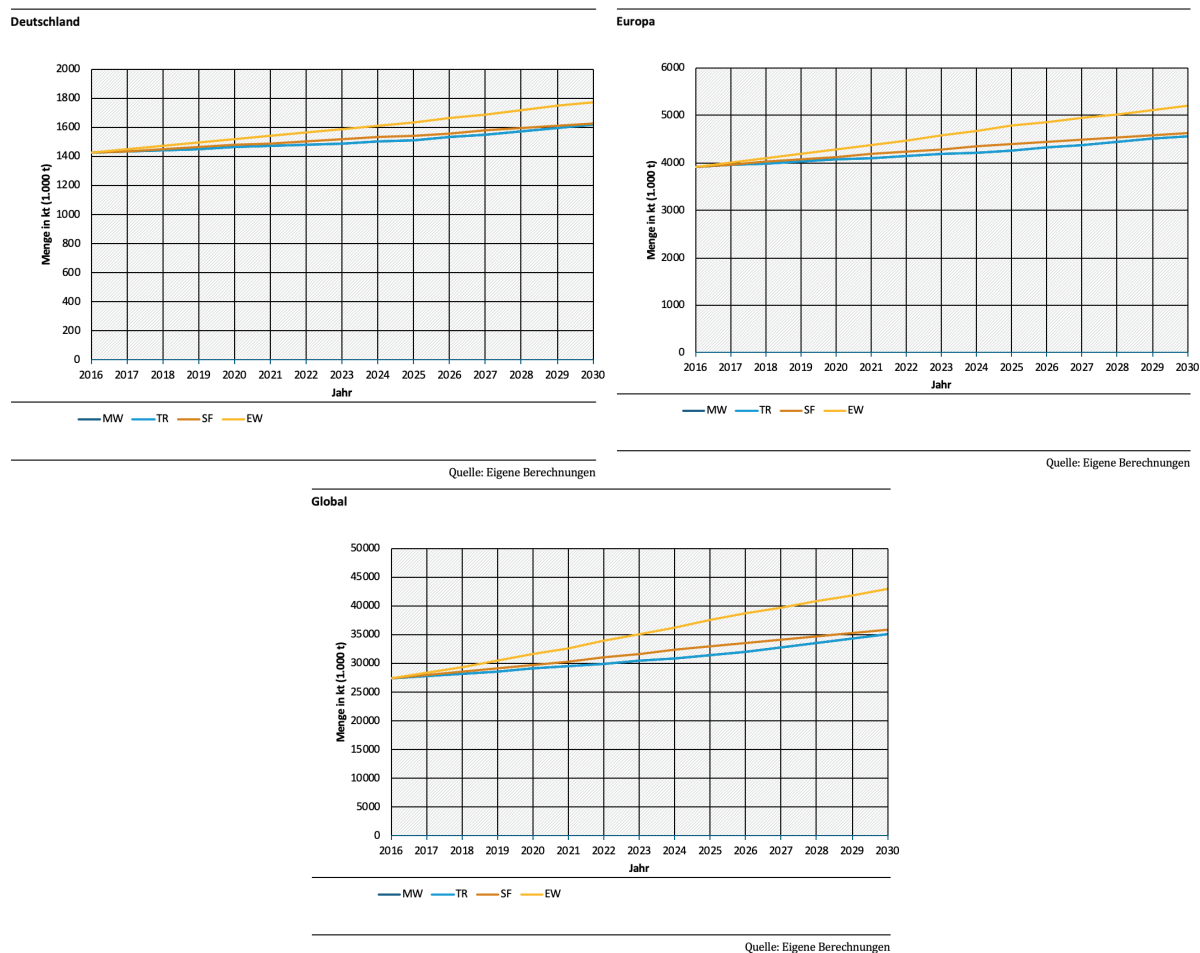 Deutschland
Menge in kt (1.000 t)
2000
1800
1600
1400
1200
1000
800
600
400
200
0
2016 2017 2018 2019 2020 2021 2022 2023 2024 2025 2026 2027 2028 2029 2030
Jahr
MW TR SF EW
Quelle: Eigene Berechnungen
Europa
Menge in kt (1.000 t)
6000
5000
4000
3000
2000
1000
0
2016 2017 2018 2019 2020 2021 2022 2023 2024 2025 2026 2027 2028 2029 2030
Jahr
MW TR SF EW
Quelle: Eigene Berechnungen
Global
Menge in kt (1.000 t)
50000
45000
40000
35000
30000
25000
20000
15000
10000
5000
0
2016 2017 2018 2019 2020 2021 2022 2023 2024 2025 2026 2027 2028 2029 2030
Jahr
MW TR SF EW
Quelle: Eigene Berechnungen